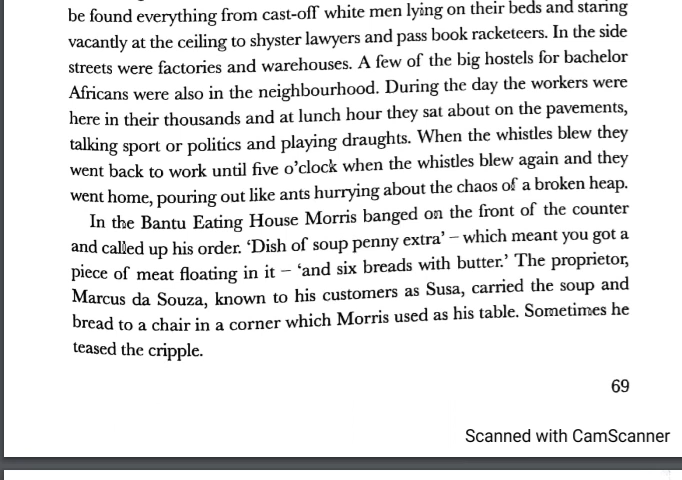 be found everything from cast-off white men lying on their beds and staring
vacantly at the ceiling to shyster lawyers and pass book racketeers. In the side
streets were factories and warehouses. A few of the big hostels for bachelor
Africans were also in the neighbourhood. During the day the workers were
here in their thousands and at lunch hour they sat about on the pavements,
talking sport or politics and playing draughts. When the whistles blew they
went back to work until five o’clock when the whistles blew again and they
went home, pouring out like ants hurrying about the chaos of a broken heap.
In the Bantu Eating House Morris banged on the front of the counter
and called up his order. ‘Dish of soup penny extra’ – which meant you got a
piece of meat floating in it – ‘and six breads with butter.’ The proprietor,
Marcus da Souza, known to his customers as Susa, carried the soup and
bread to a chair in a corner which Morris used as his table. Sometimes he
teased the cripple.
69
Scanned with CamScanner